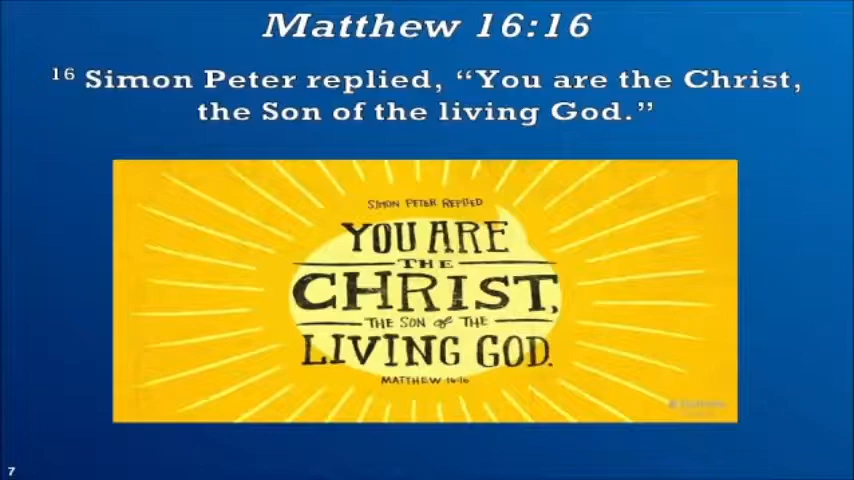 Matthew 16:16
16 Simon Peter replied, “You are the Christ,
the Son of the living God.”
SIMON PETER REPLIED
YOU ARE
THE
CHRIST,
THE SON of THE
LIVING GOD.
MATTHEW 16:16
7